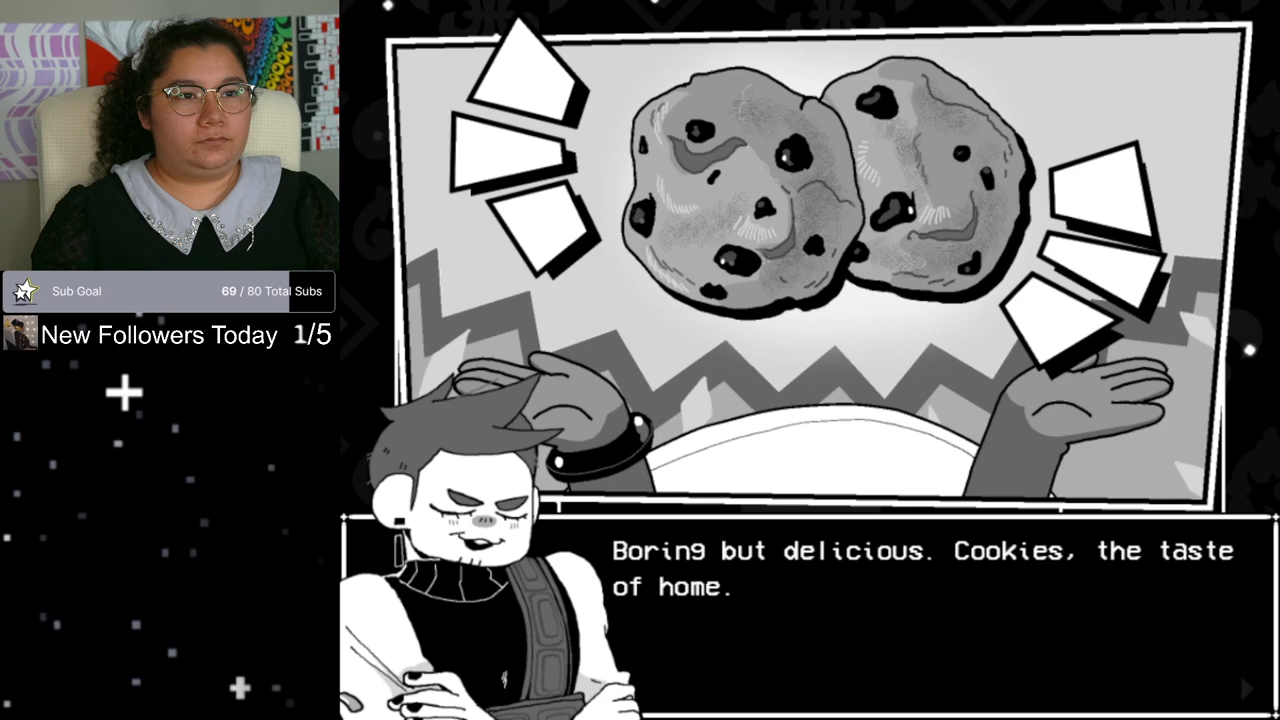 Sub Goal
69 / 80 Total Subs
New Followers Today 1/5
Boring but delicious. Cookies, the taste
of home.